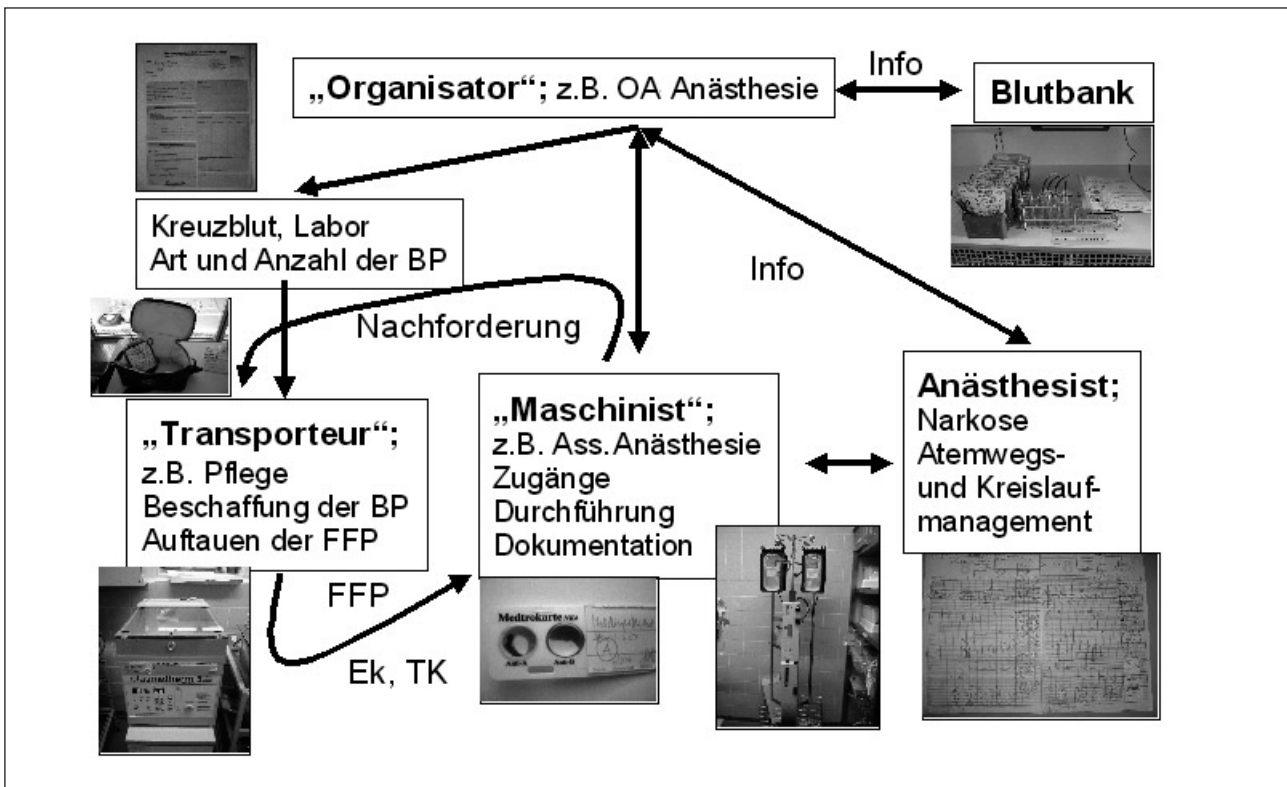 „Organisator“; z.B. OA Anästhesie
Info
Blutbank
Kreuzblut, Labor
Art und Anzahl der BP
Info
Nachforderung
„Transporteur“;
z.B. Pflege
Beschaffung der BP
Auftauen der FFP
„Maschinist“;
z.B. Ass. Anästhesie
Zugänge
Durchführung
Dokumentation
Anästhesist;
Narkose
Atemwegs-
und Kreislauf-
management
FFP
Ek, TK
Medtrokarte
Anti-A
Anti-B
A